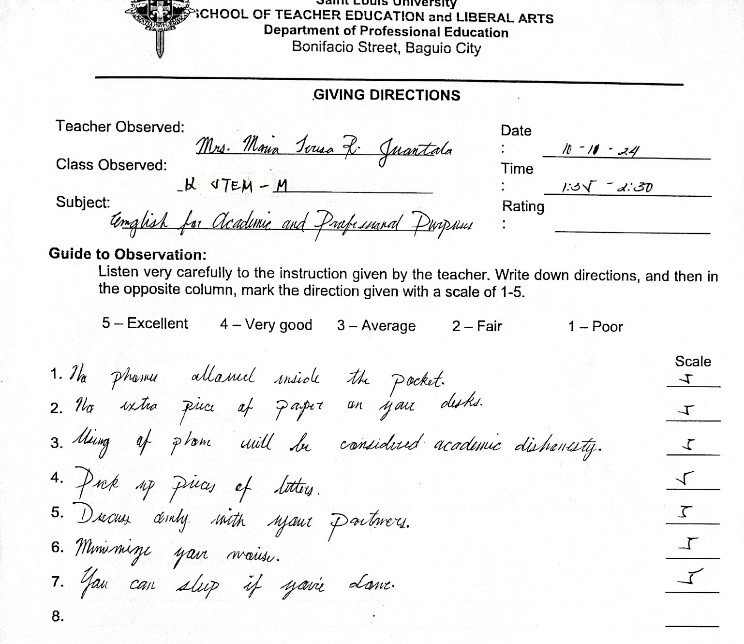 Saint Louis University
SCHOOL OF TEACHER EDUCATION and LIBERAL ARTS
Department of Professional Education
Bonifacio Street, Baguio City
GIVING DIRECTIONS
Teacher Observed: Mrs. Maria R. Juantala
Date : 10-10-24
Class Observed: STEM - M
Time : 1:35 - 2:30
Subject: English for Academic and Professional Purposes
Rating :
Guide to Observation:
Listen very carefully to the instruction given by the teacher. Write down directions, and then in
the opposite column, mark the direction given with a scale of 1-5.
5 – Excellent 4 – Very good 3 – Average 2 – Fair 1 – Poor
Scale
1. No phones allowed inside the pocket. 5
2. No extra piece of paper on your desks. 5
3. Using of phone will be considered academic dishonesty. 5
4. Pick up pieces of letters. 5
5. Discuss only with your partners. 5
6. Minimize your noise. 5
7. You can sleep if you're done. 5
8.